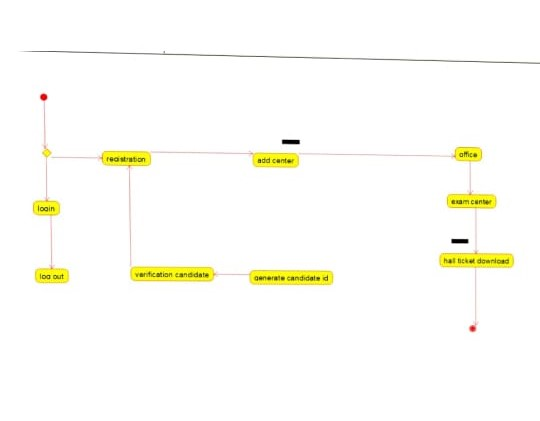 registration
add center
office
login
exam center
hall ticket download
log out
verification candidate
generate candidate id